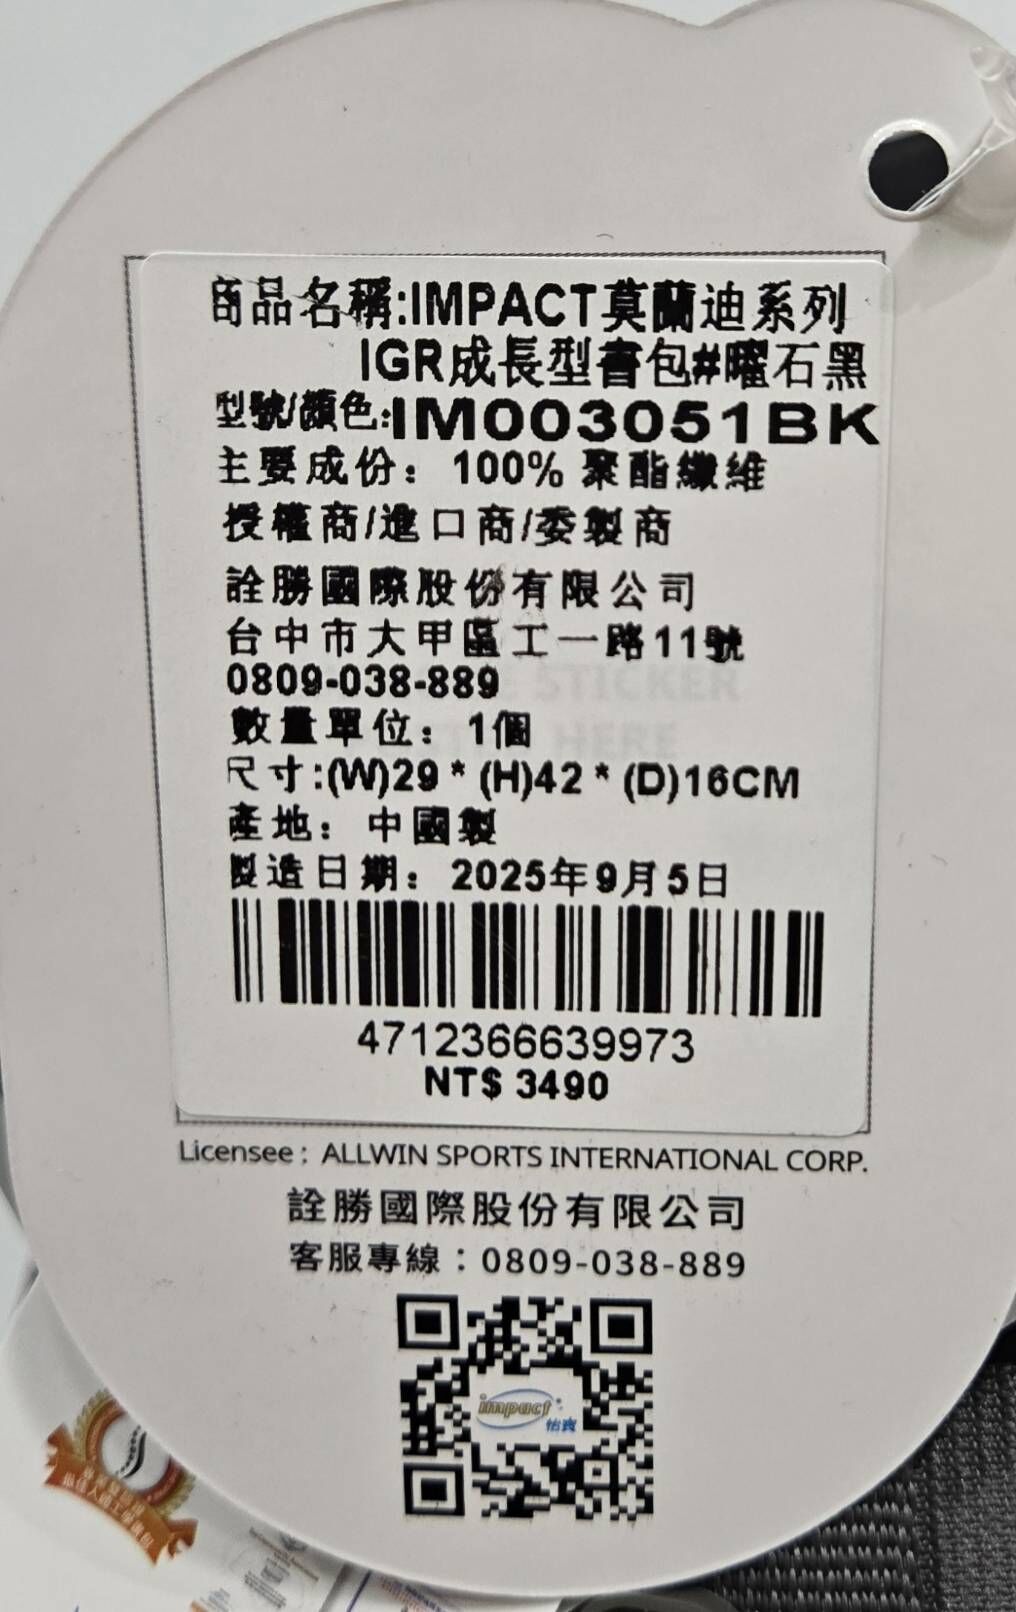 商品名稱:IMPACT莫蘭迪系列
IGR成長型書包#曜石黑
型號/顏色:IM003051BK
主要成份: 100% 聚酯纖維
授權商/進口商/委製商
詮勝國際股份有限公司
台中市大甲區工一路11號
0809-038-889
數量單位: 1個
尺寸:(W)29 * (H)42 * (D)16CM
產地: 中國製
製造日期: 2025年9月5日
4712366639973
NT$ 3490
STICKER
HERE
Licensee : ALLWIN SPORTS INTERNATIONAL CORP.
詮勝國際股份有限公司
客服專線：0809-038-889
impact
怡寶